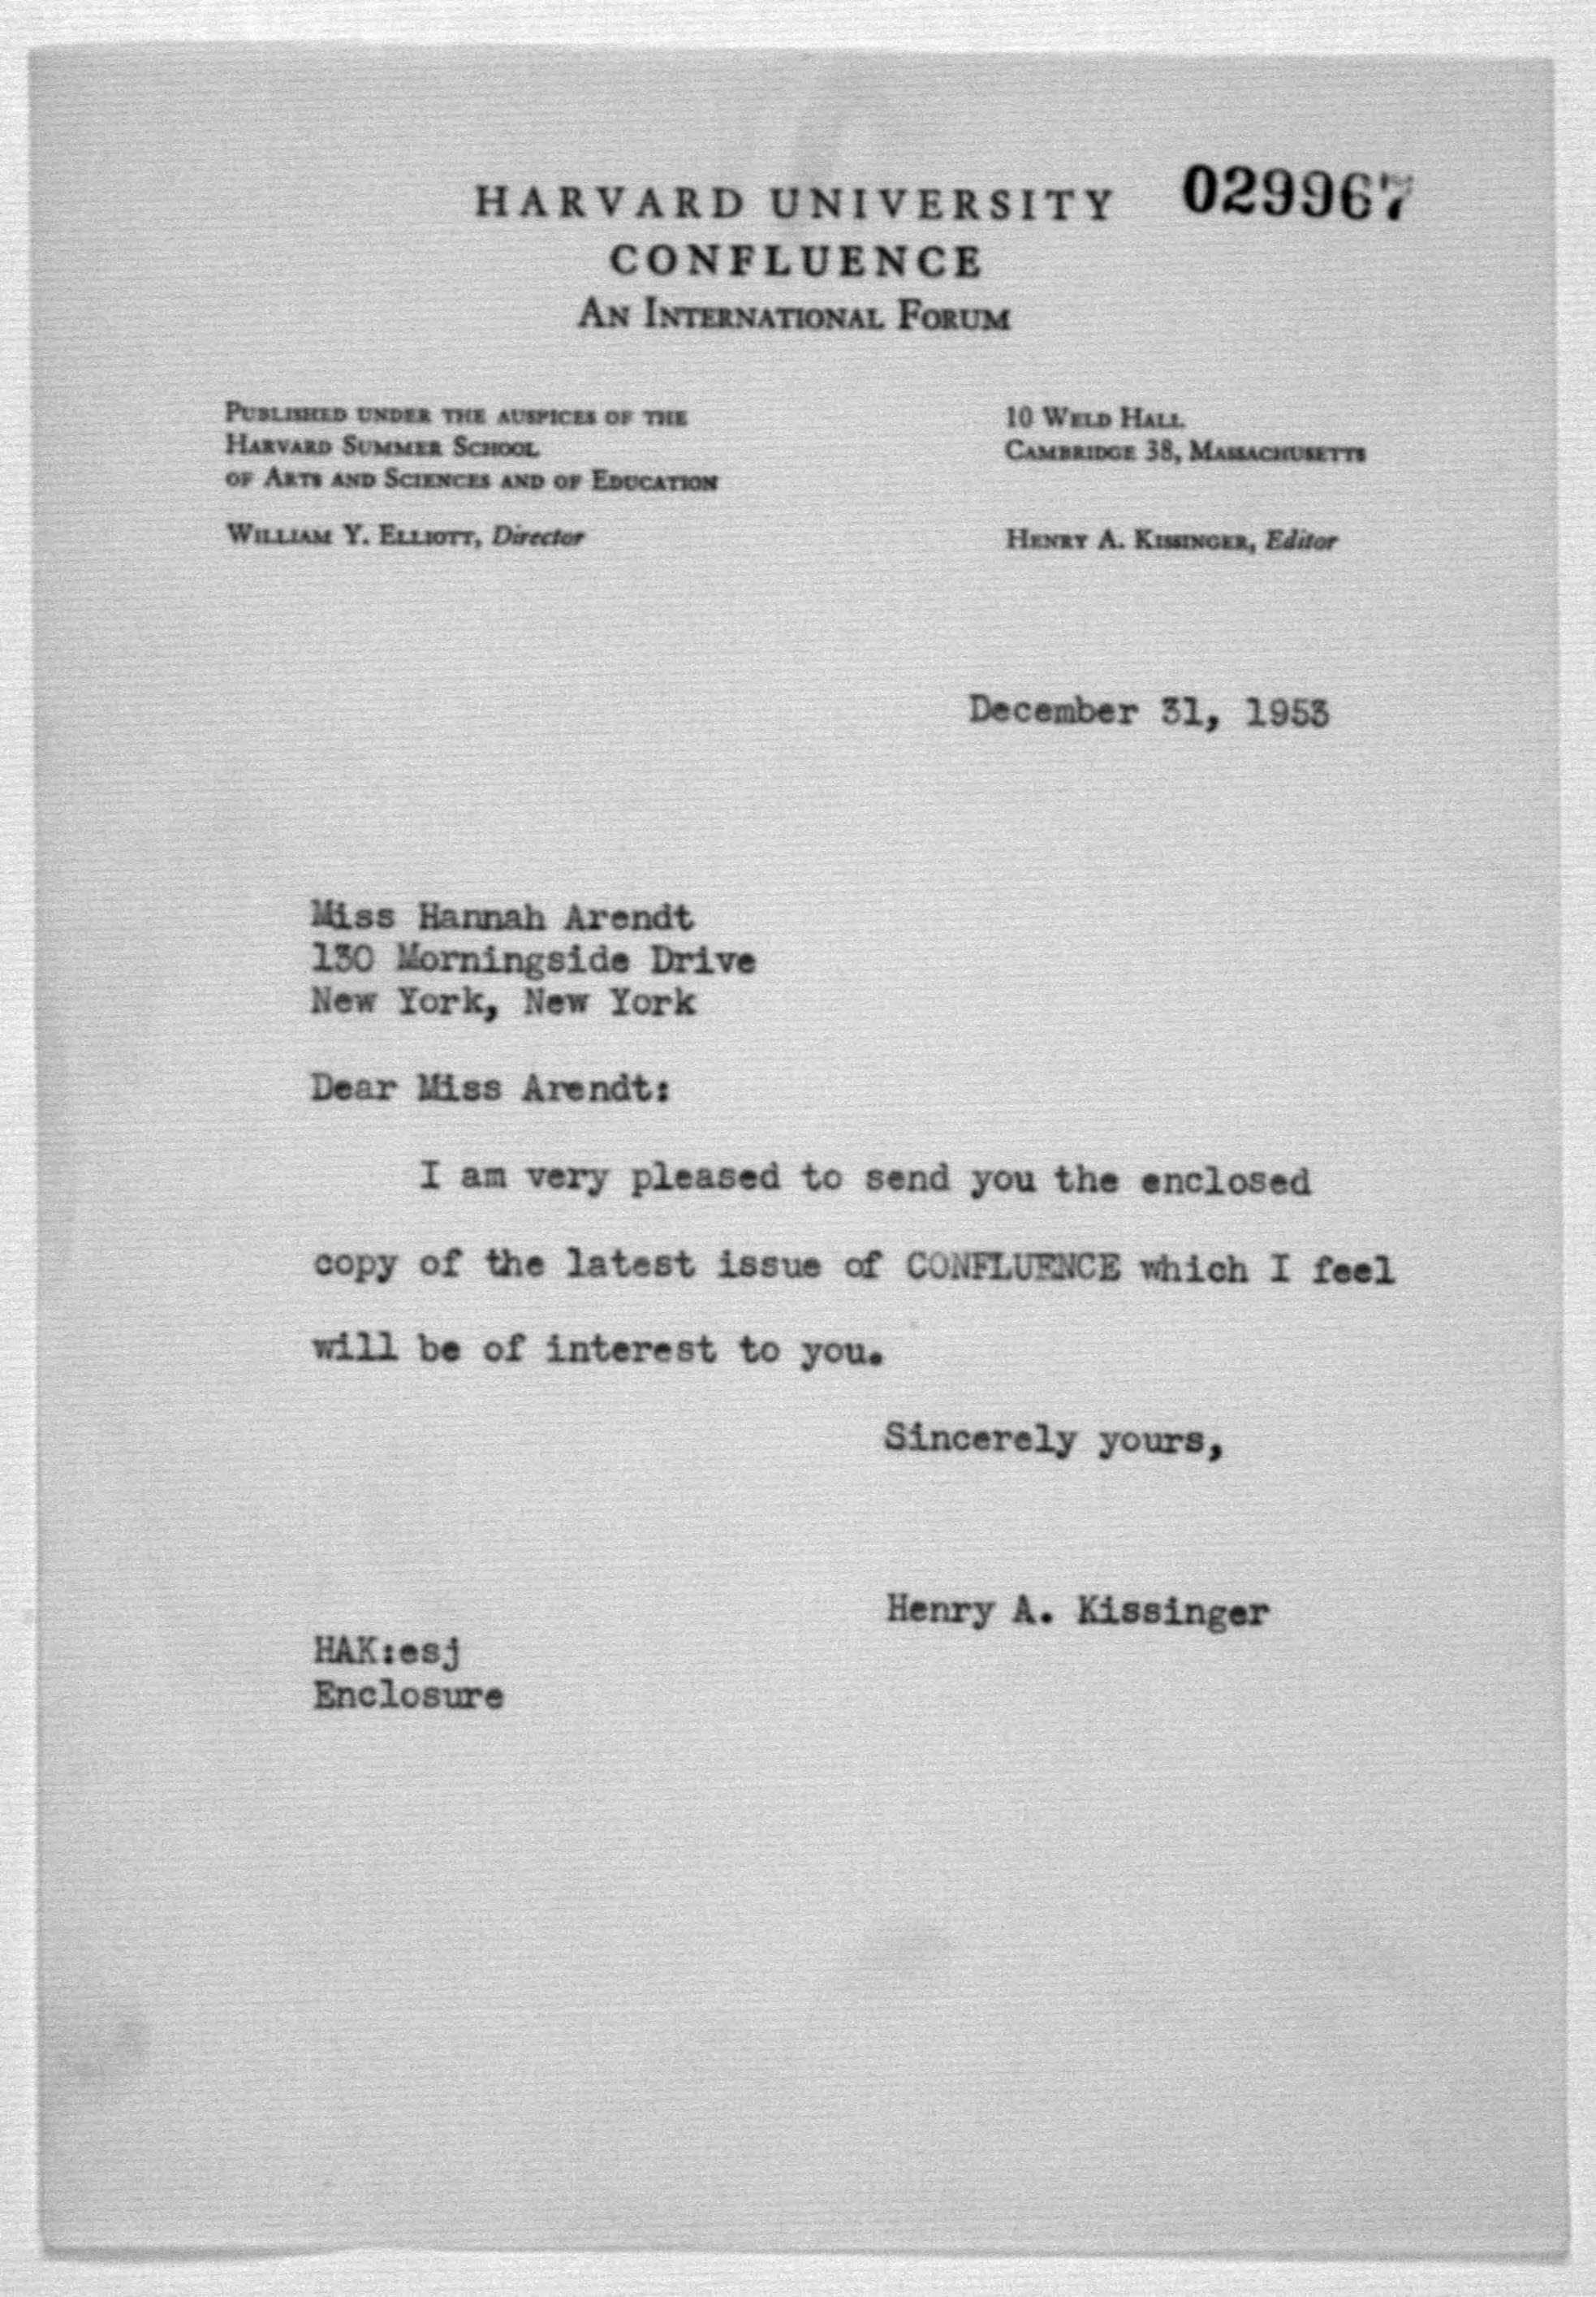 HARVARD UNIVERSITY 029967
CONFLUENCE
AN INTERNATIONAL FORUM
PUBLISHED UNDER THE AUSPICES OF THE
HARVARD SUMMER SCHOOL
OF ARTS AND SCIENCES AND OF EDUCATION
WILLIAM Y. ELLIOTT, Director
10 WELD HALL
CAMBRIDGE 38, MASSACHUSETTS
HENRY A. KISSINGER, Editor
December 31, 1953
Miss Hannah Arendt
130 Morningside Drive
New York, New York
Dear Miss Arendt:
I am very pleased to send you the enclosed
copy of the latest issue of CONFLUENCE which I feel
will be of interest to you.
Sincerely yours,
Henry A. Kissinger
HAK:esj
Enclosure